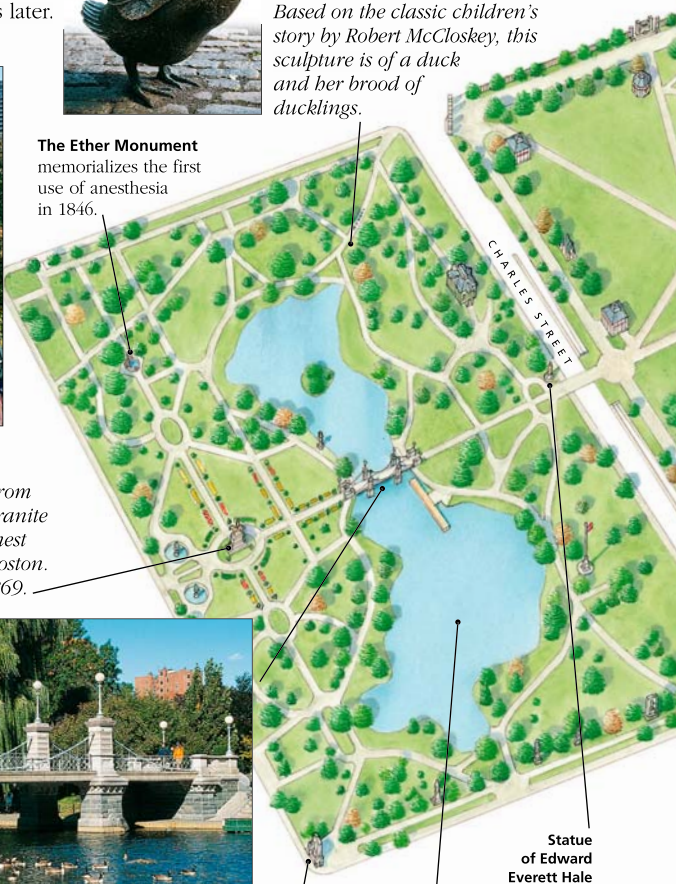 s later.
Based on the classic children's
story by Robert McCloskey, this
sculpture is of a duck
and her brood of
ducklings.
The Ether Monument
memorializes the first
use of anesthesia
in 1846.
CHARLES STREET
rom
ranite
nest
oston.
69.
Statue
of Edward
Everett Hale